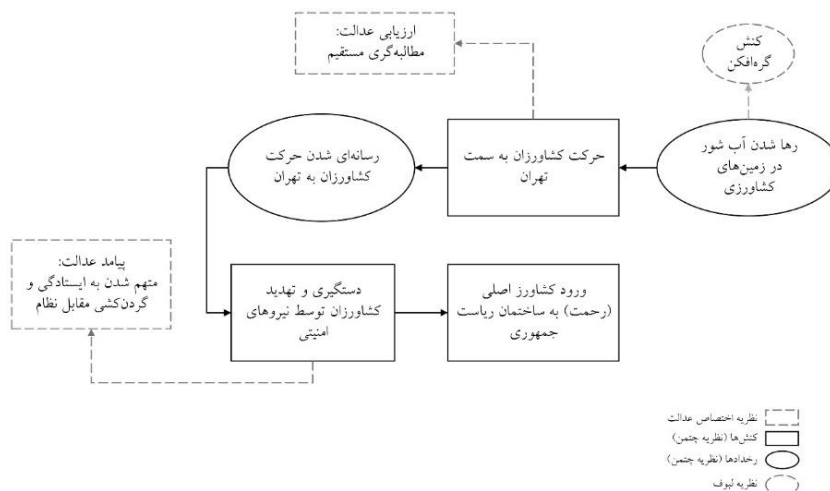 ارزیابی عدالت:
مطالبه‌گری مستقیم
کنش
گره‌افکن
رها شدن آب شور
در زمین‌های
کشاورزی
حرکت کشاورزان به سمت
تهران
رسانه‌ای شدن حرکت
کشاورزان به تهران
پیامد عدالت:
متهم شدن به ایستادگی و
گردن‌کشی مقابل نظام
دستگیری و تهدید
کشاورزان توسط نیروهای
امنیتی
ورود کشاورز اصلی
(رحمت) به ساختمان ریاست
جمهوری
نظریه اختصاص عدالت
کنش‌ها (نظریه چتمن)
رخدادها (نظریه چتمن)
نظریه لبوف